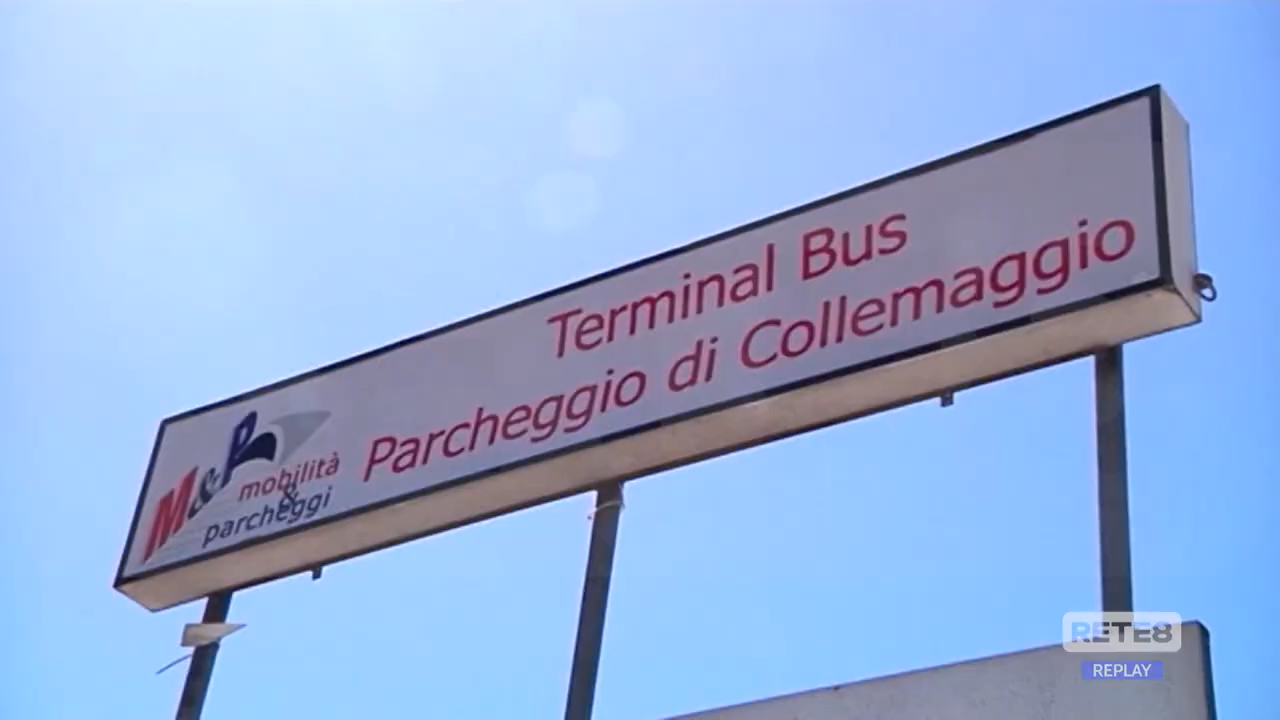 Terminal Bus
Parcheggio di Collemaggio
M&P
mobilità
&
parcheggi
RETE8
REPLAY